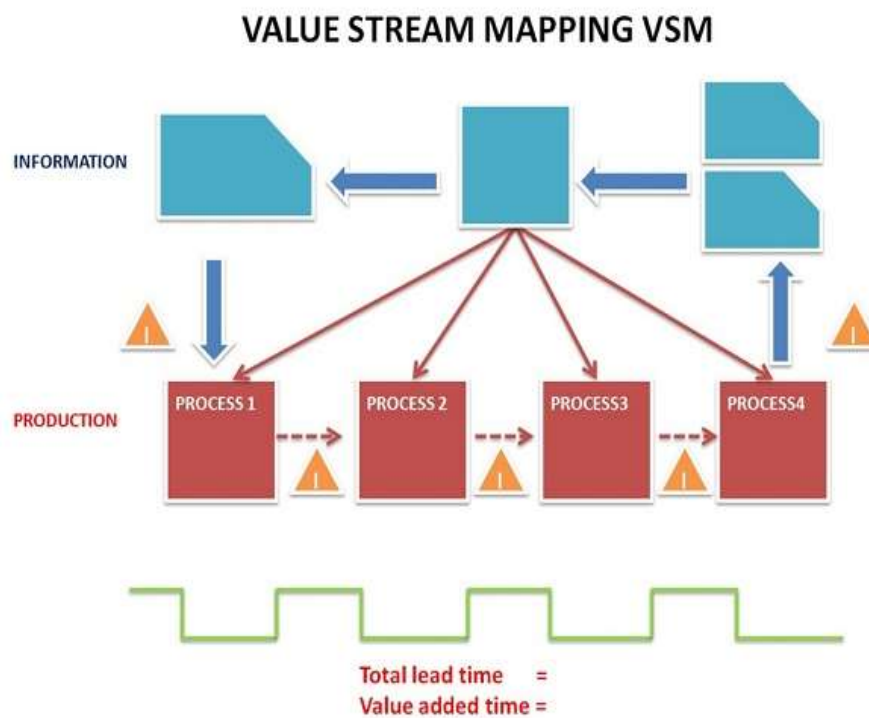 VALUE STREAM MAPPING VSM
INFORMATION
I
I
PRODUCTION
PROCESS 1
PROCESS 2
PROCESS3
PROCESS4
I
I
I
Total lead time =
Value added time =